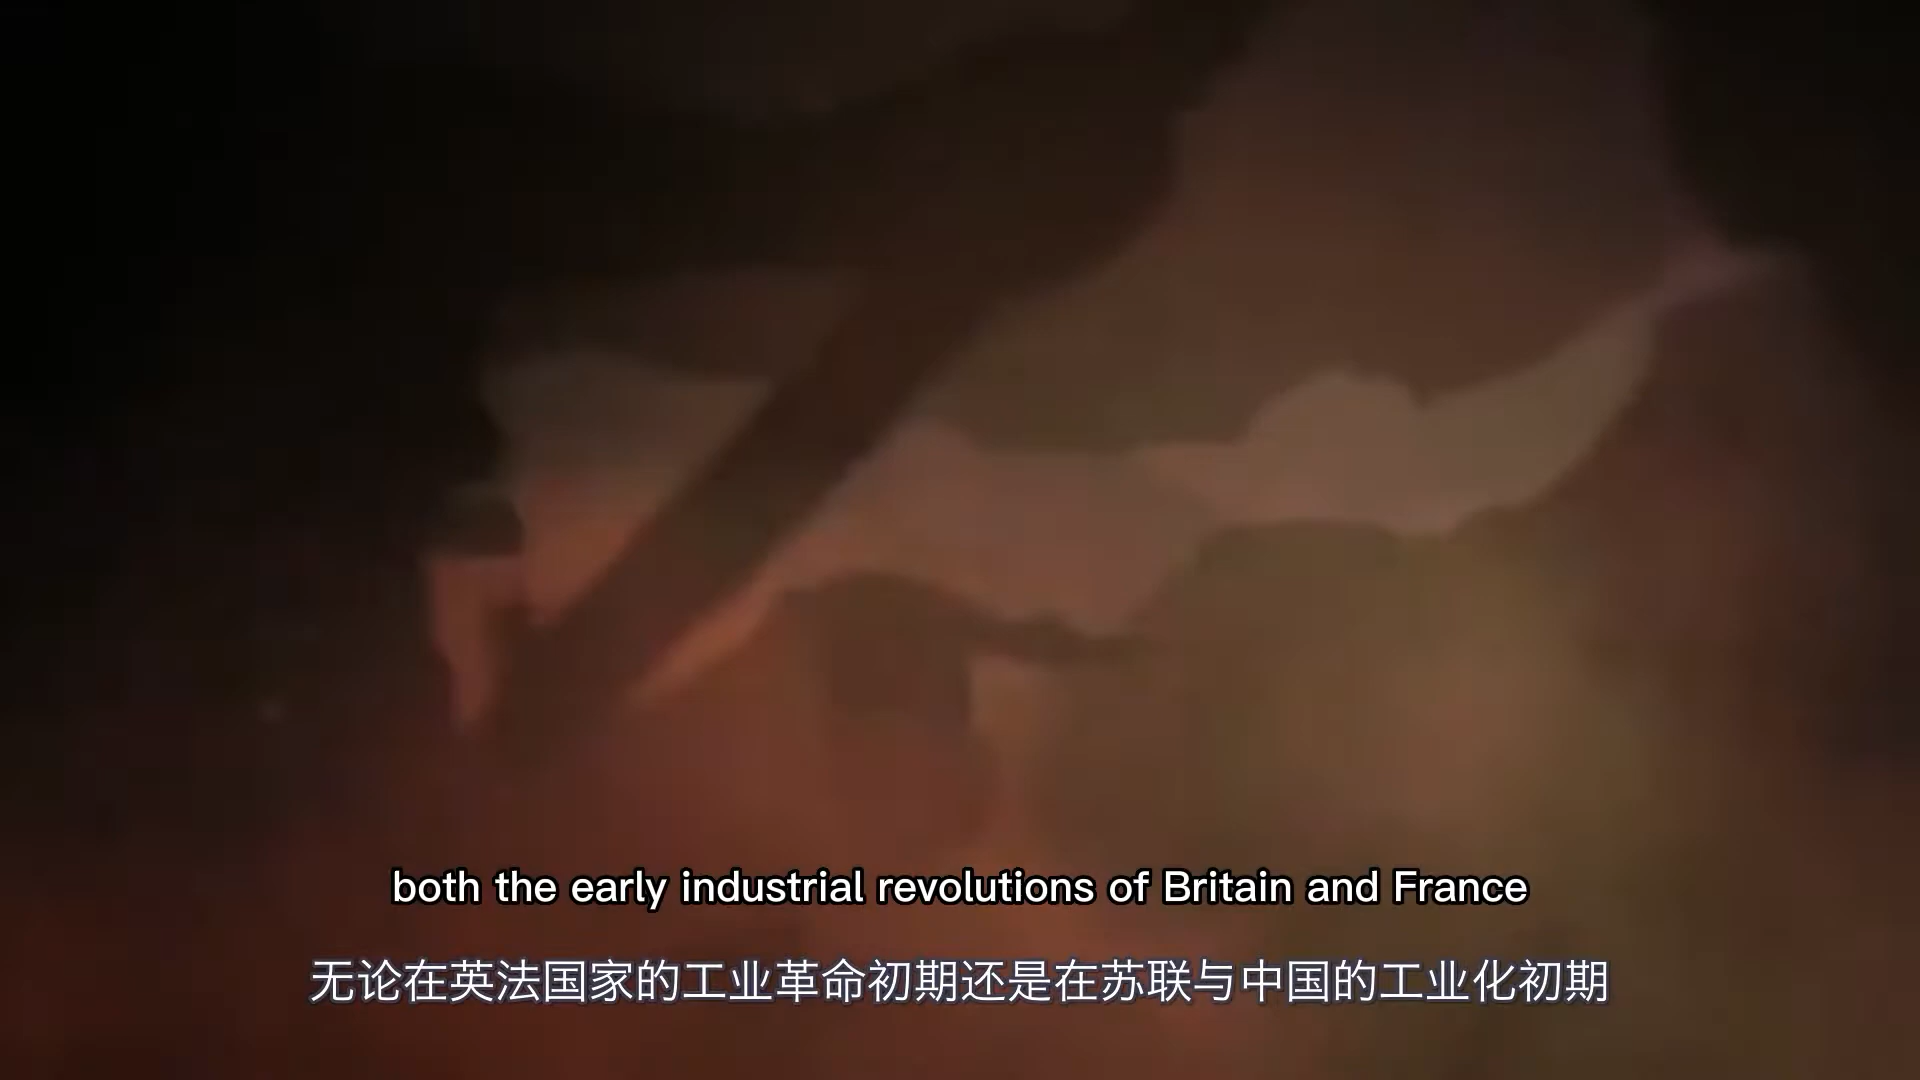 both the early industrial revolutions of Britain and France
无论在英法国家的工业革命初期还是在苏联与中国的工业化初期